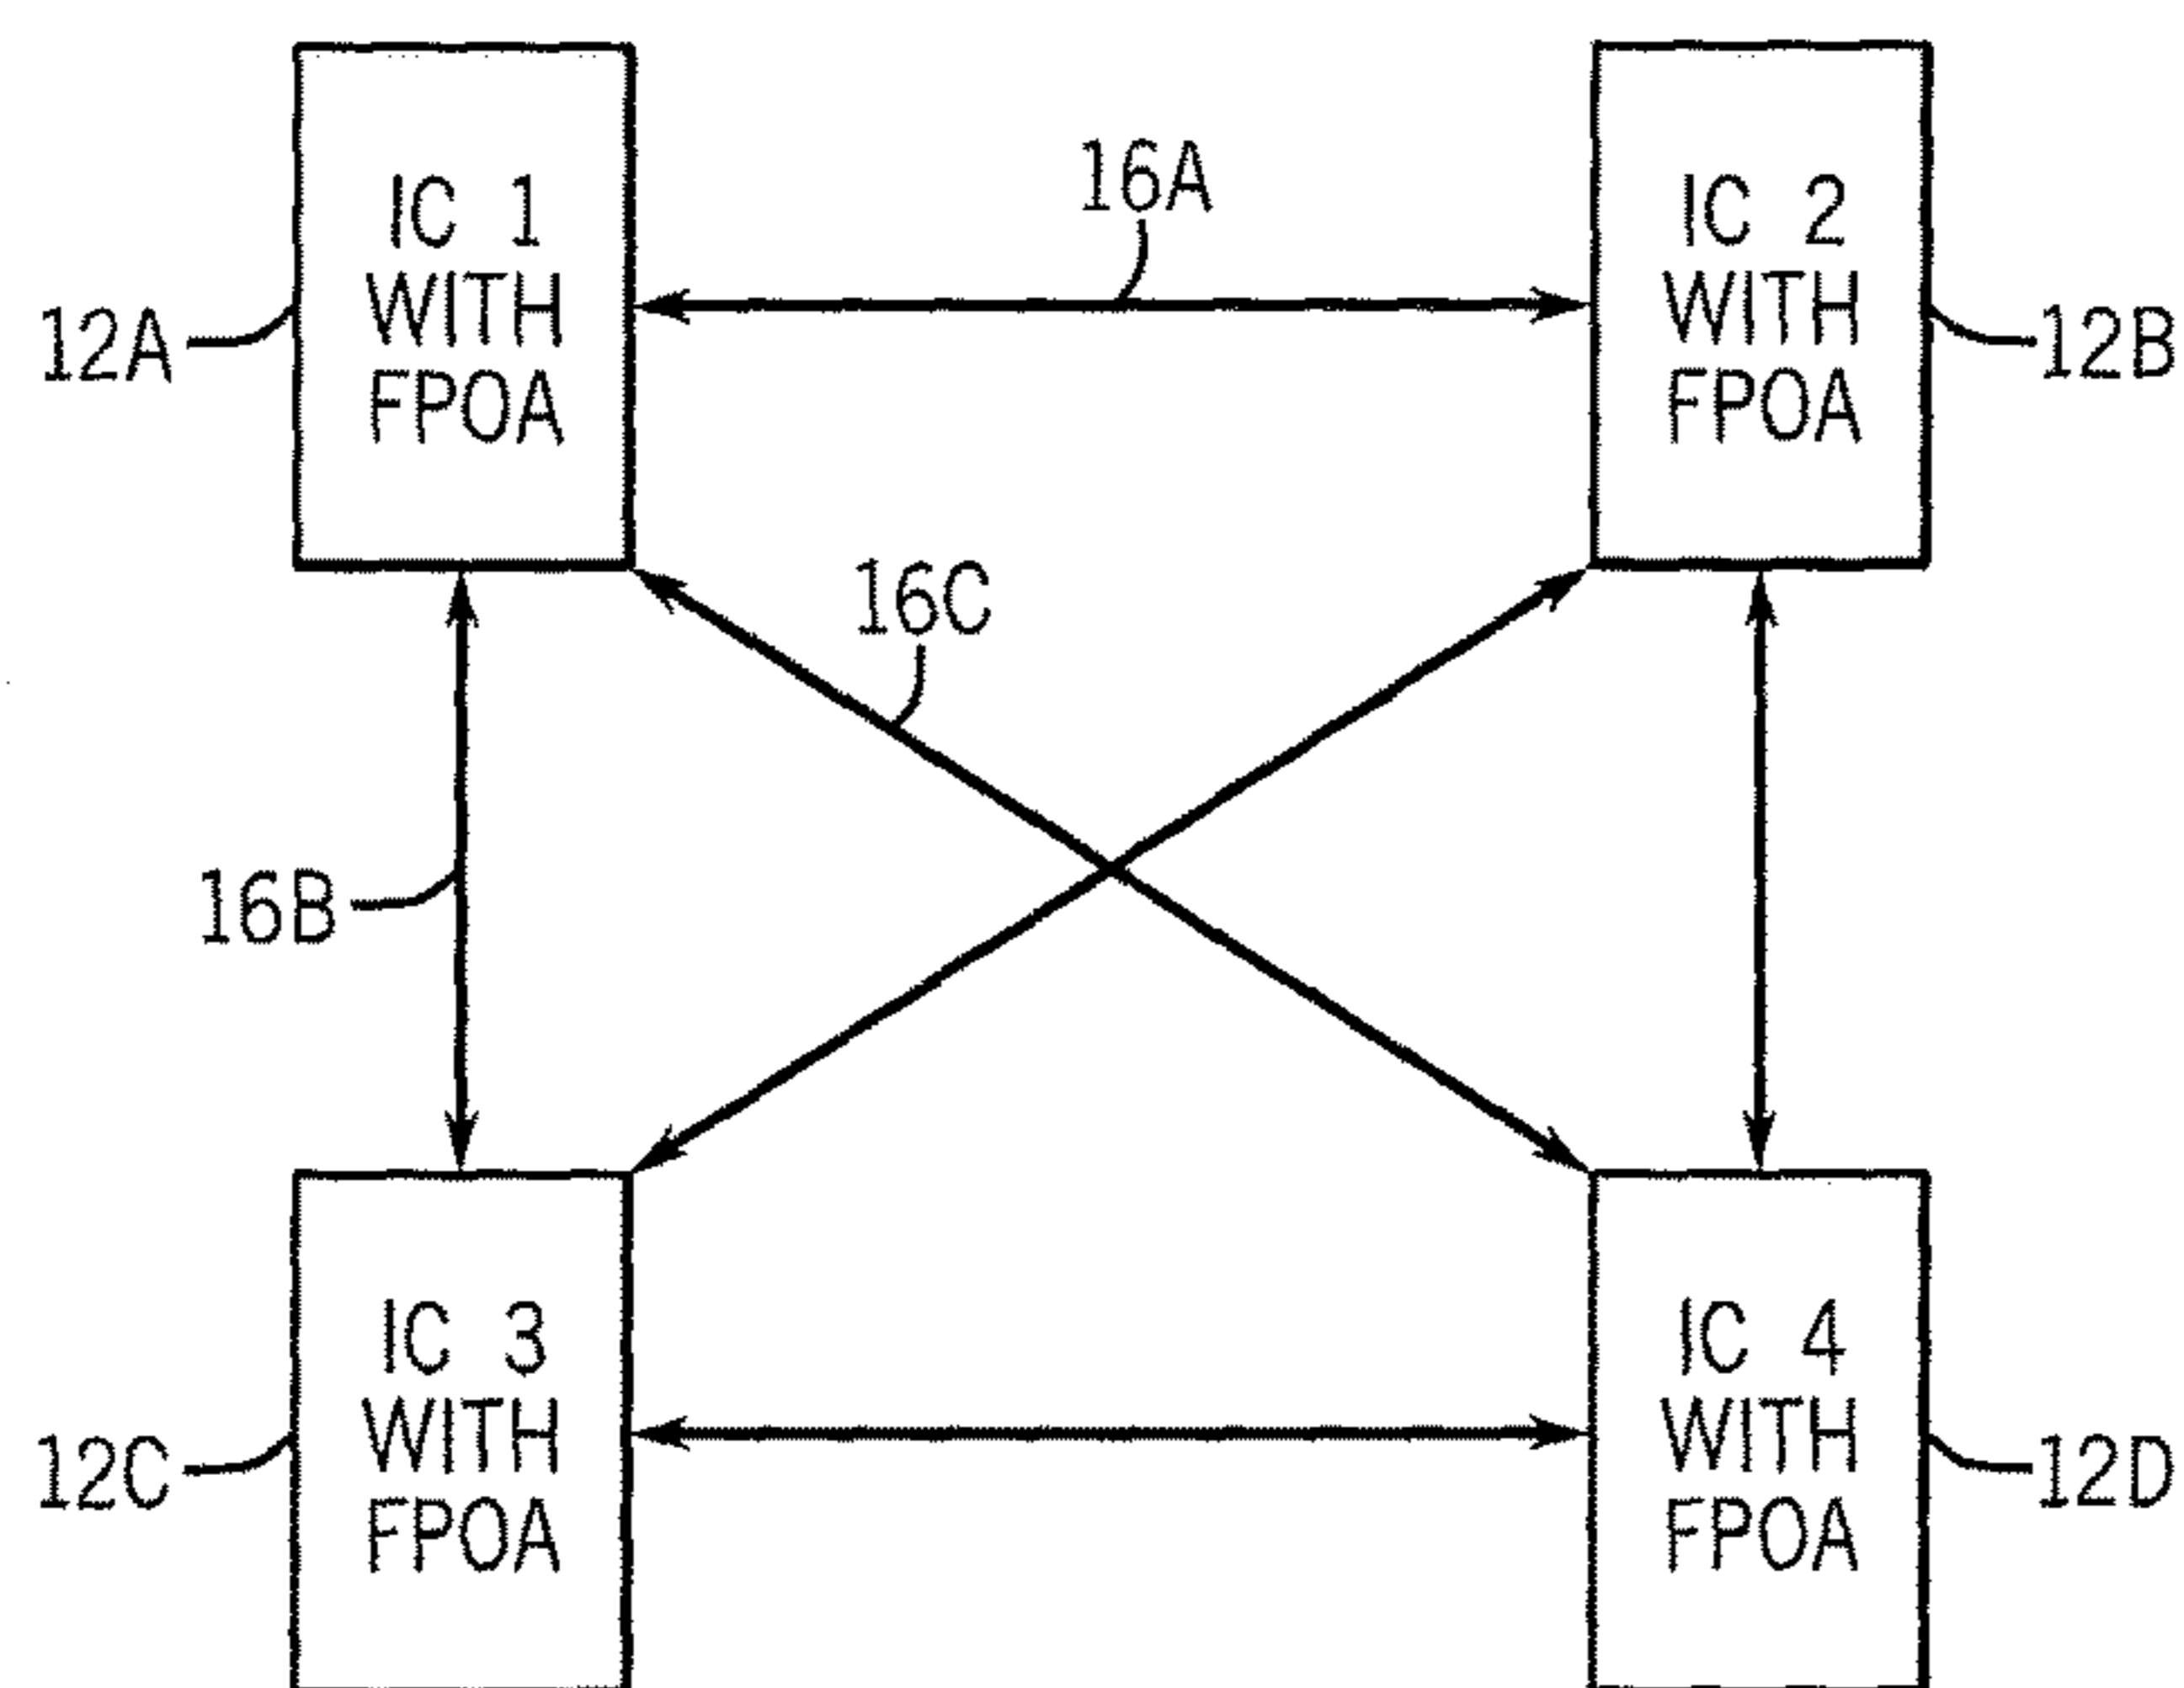 IC 1
WITH
FPOA
16A
IC 2
WITH
FPOA
12A
12B
16C
16B
IC 3
WITH
FPOA
IC 4
WITH
FPOA
12C
12D